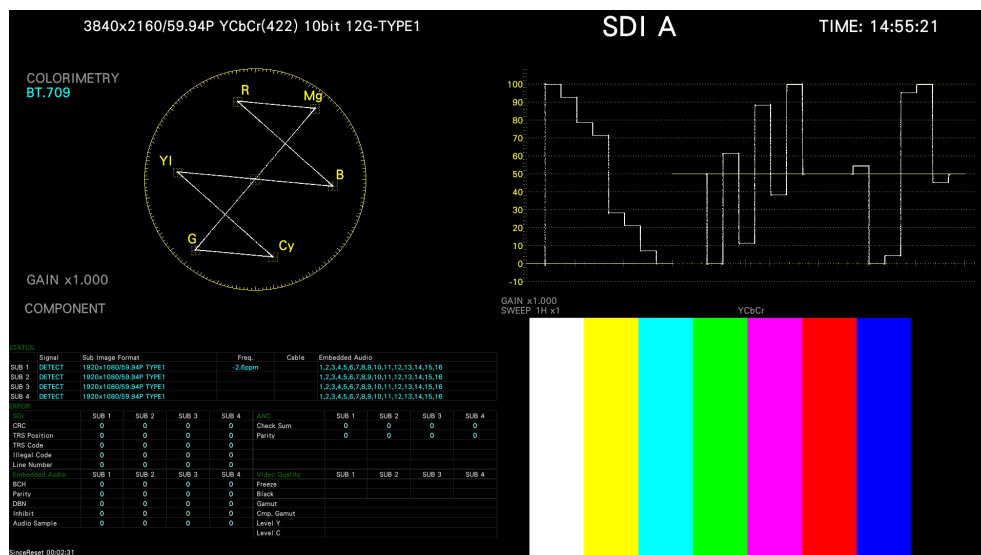 3840x2160/59.94P YCbCr(422) 10bit 12G-TYPE1
SDI A
TIME: 14:55:21
COLORIMETRY
BT.709
R
Mg
Yl
B
G
Cy
GAIN x1.000
COMPONENT
100
90
80
70
60
50
40
30
20
10
0
-10
GAIN x1.000
SWEEP 1H x1
YCbCr
STATUS
Signal Sub Image Format Freq. Cable Embedded Audio
SUB 1 DETECT 1920x1080/59.94P TYPE1 -2.6ppm 1,2,3,4,5,6,7,8,9,10,11,12,13,14,15,16
SUB 2 DETECT 1920x1080/59.94P TYPE1 1,2,3,4,5,6,7,8,9,10,11,12,13,14,15,16
SUB 3 DETECT 1920x1080/59.94P TYPE1 1,2,3,4,5,6,7,8,9,10,11,12,13,14,15,16
SUB 4 DETECT 1920x1080/59.94P TYPE1 1,2,3,4,5,6,7,8,9,10,11,12,13,14,15,16
ERROR
SDI SUB 1 SUB 2 SUB 3 SUB 4 ANC SUB 1 SUB 2 SUB 3 SUB 4
CRC 0 0 0 0 Check Sum 0 0 0 0
TRS Position 0 0 0 0 Parity 0 0 0 0
TRS Code 0 0 0 0
Illegal Code 0 0 0 0
Line Number 0 0 0 0
Embedded Audio SUB 1 SUB 2 SUB 3 SUB 4 Video Quality SUB 1 SUB 2 SUB 3 SUB 4
BCH 0 0 0 0 Freeze
Parity 0 0 0 0 Black
DBN 0 0 0 0 Gamut
Inhibit 0 0 0 0 Cmp. Gamut
Audio Sample 0 0 0 0 Level Y
Level C
SinceReset 00:02:31